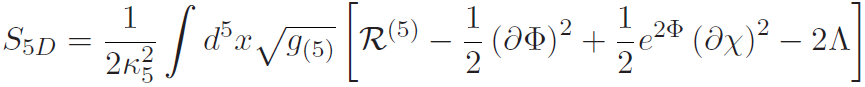 $S_{5D} = \frac{1}{2\kappa_5^2} \int d^5x \sqrt{g_{(5)}} \left[ \mathcal{R}^{(5)} - \frac{1}{2} (\partial\Phi)^2 + \frac{1}{2} e^{2\Phi} (\partial\chi)^2 - 2\Lambda \right]$